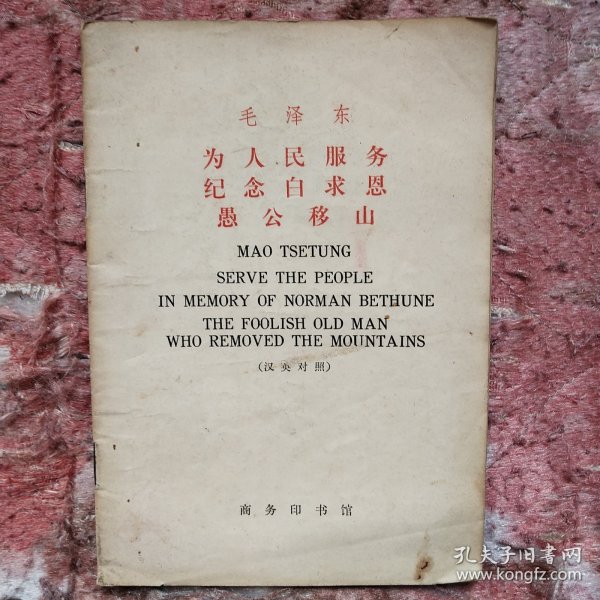 毛泽东
为人民服务
纪念白求恩
愚公移山
MAO TSETUNG
SERVE THE PEOPLE
IN MEMORY OF NORMAN BETHUNE
THE FOOLISH OLD MAN
WHO REMOVED THE MOUNTAINS
(汉英对照)
商务印书馆
孔夫子旧书网
www.kongfz.com